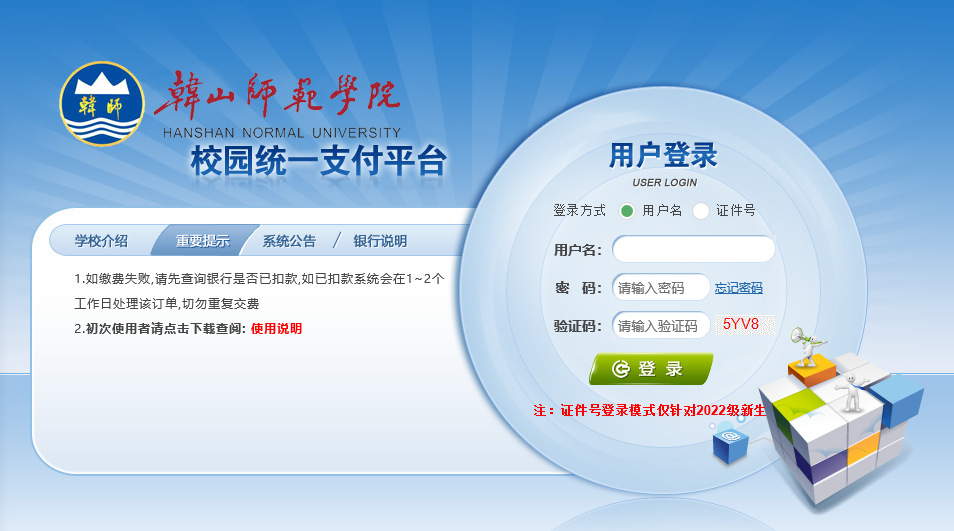 韓師
韓山師範學院
HANSHAN NORMAL UNIVERSITY
校园统一支付平台
学校介绍 重要提示 系统公告 / 银行说明
1.如缴费失败,请先查询银行是否已扣款,如已扣款系统会在1~2个
工作日处理该订单,切勿重复交费
2.初次使用者请点击下载查阅: 使用说明
用户登录
USER LOGIN
登录方式 用户名 证件号
用户名:
密 码: 请输入密码 忘记密码
验证码: 请输入验证码 5YV8
登 录
注：证件号登录模式仅针对2022级新生
@